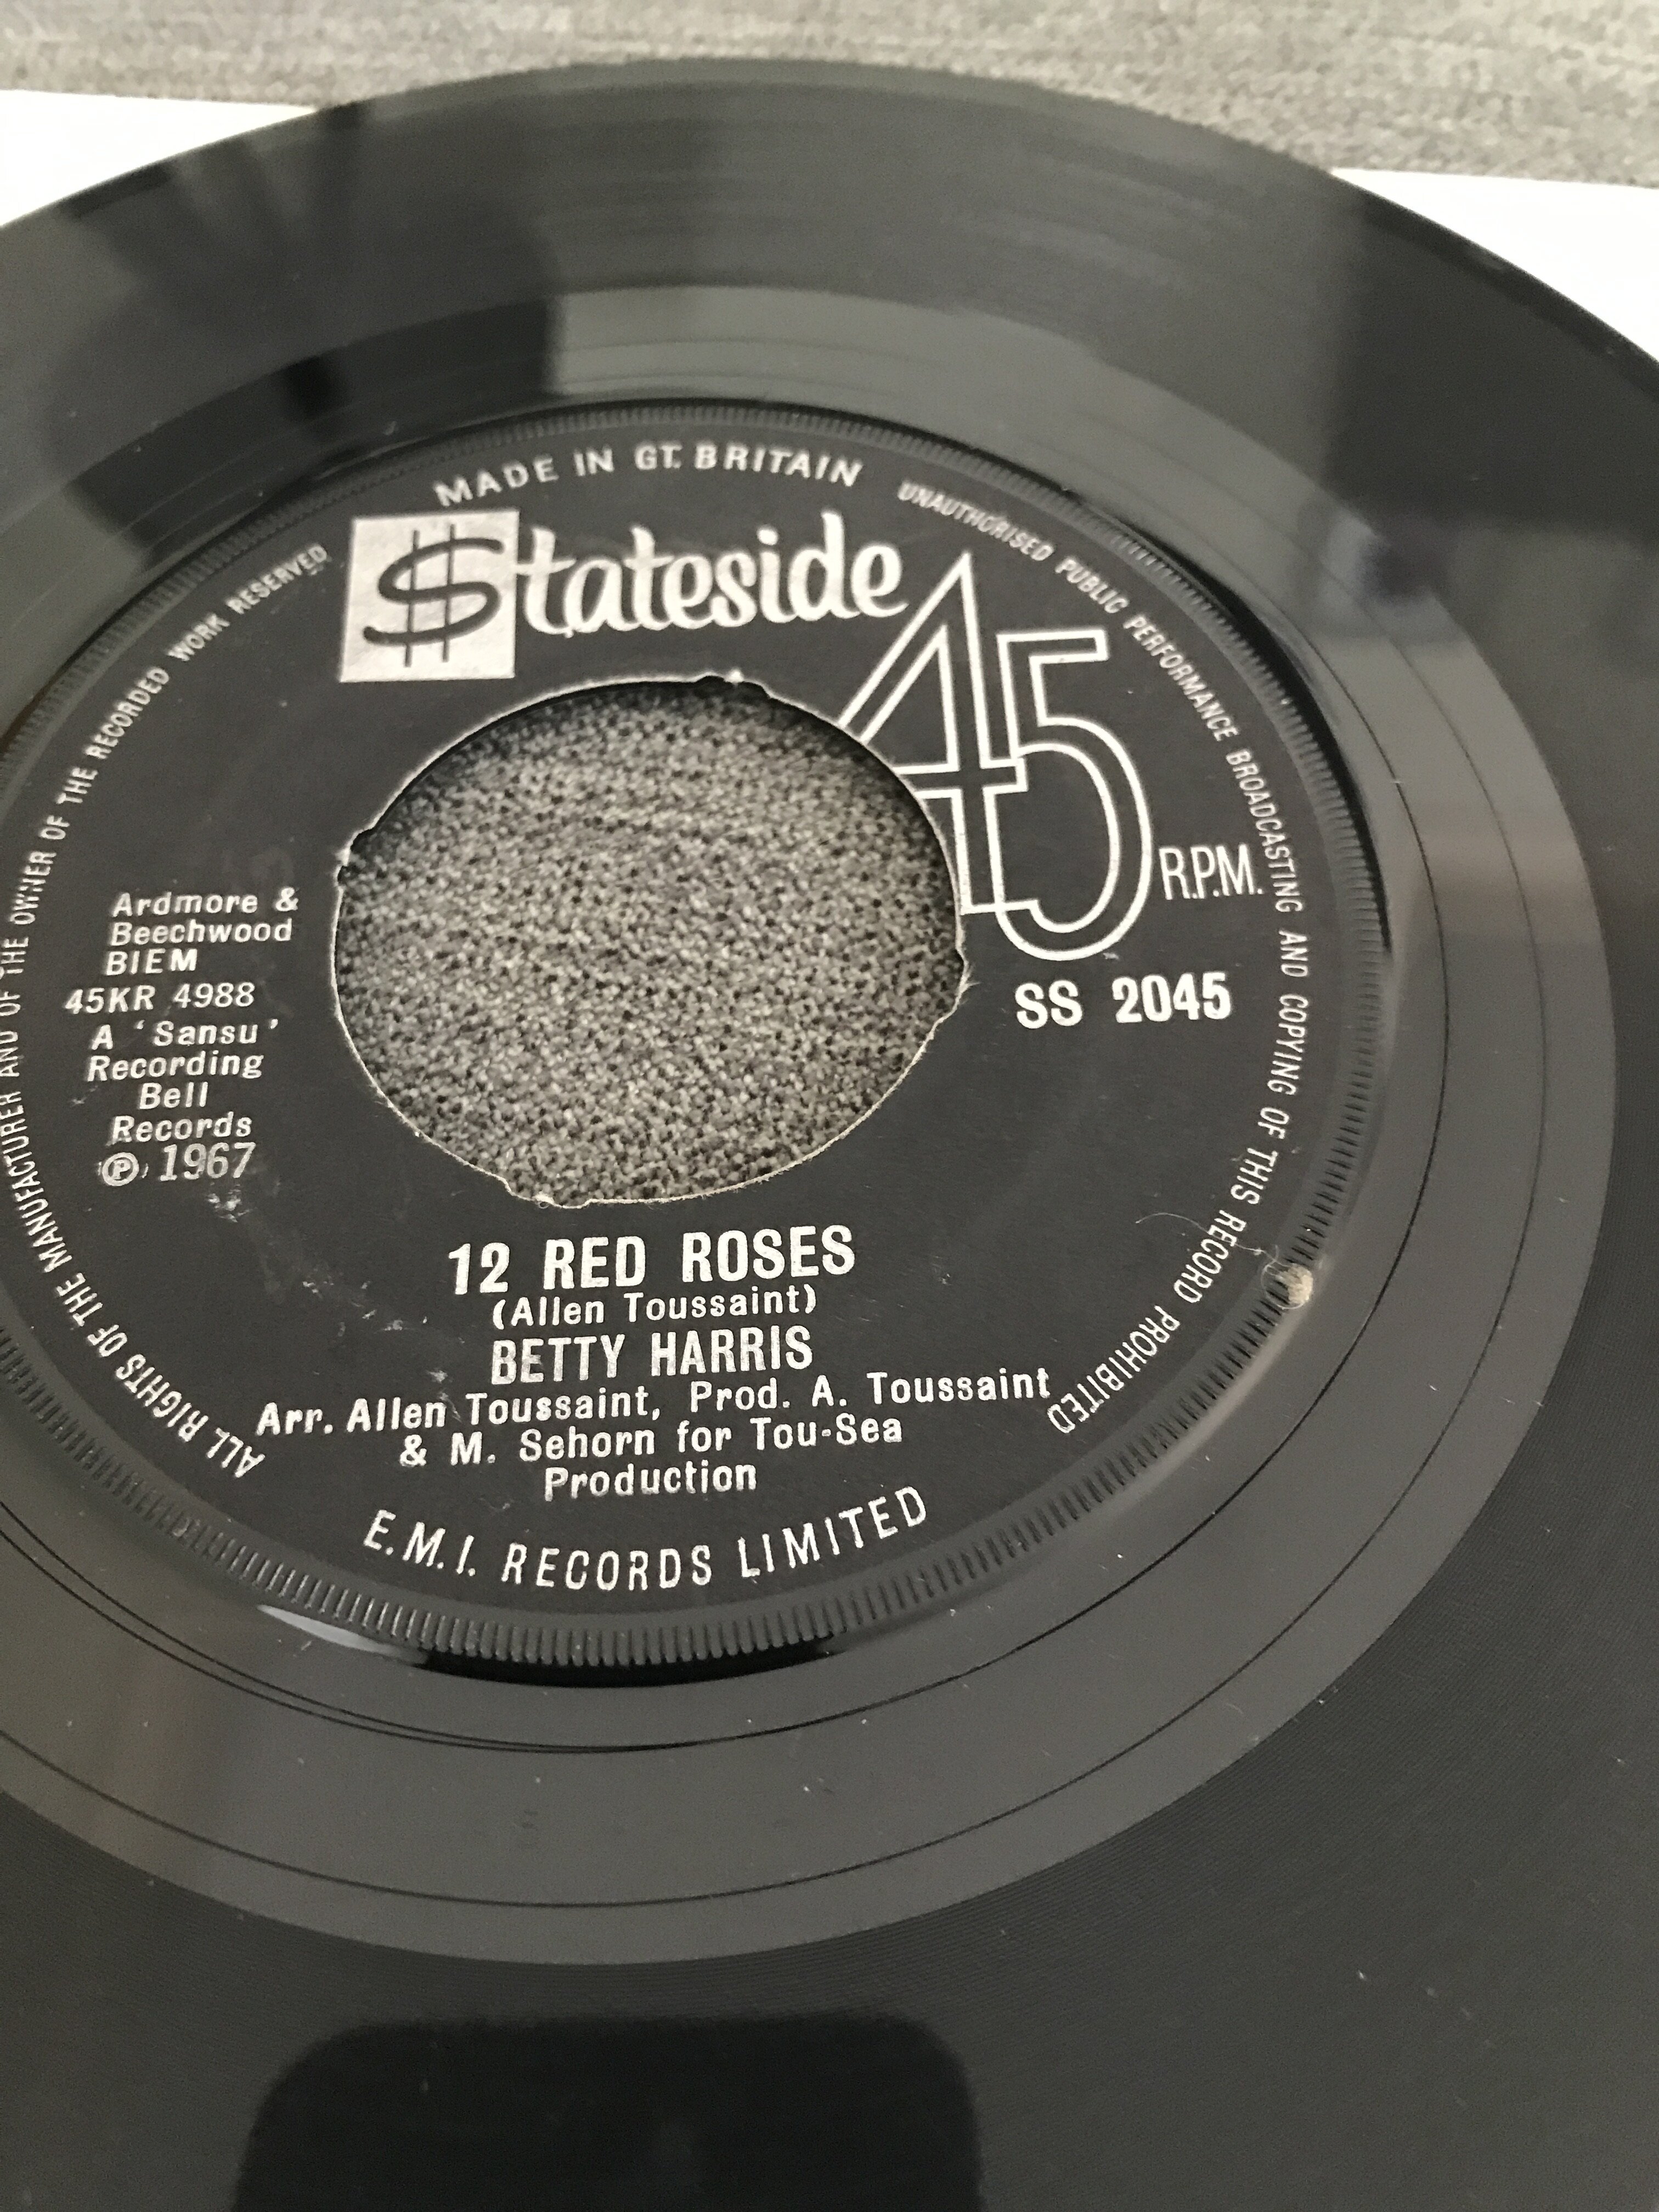 MADE IN GT. BRITAIN
UNAUTHORISED PUBLIC PERFORMANCE BROADCASTING AND COPYING OF THIS RECORD PROHIBITED
ALL RIGHTS OF THE MANUFACTURER AND OF THE OWNER OF THE RECORDED WORK RESERVED
$tateside
45
R.P.M.
SS 2045
Ardmore &
Beechwood
BIEM
45KR 4988
A 'Sansu'
Recording
Bell
Records
Ⓟ 1967
12 RED ROSES
(Allen Toussaint)
BETTY HARRIS
Arr. Allen Toussaint, Prod. A. Toussaint
& M. Sehorn for Tou-Sea
Production
E.M.I. RECORDS LIMITED